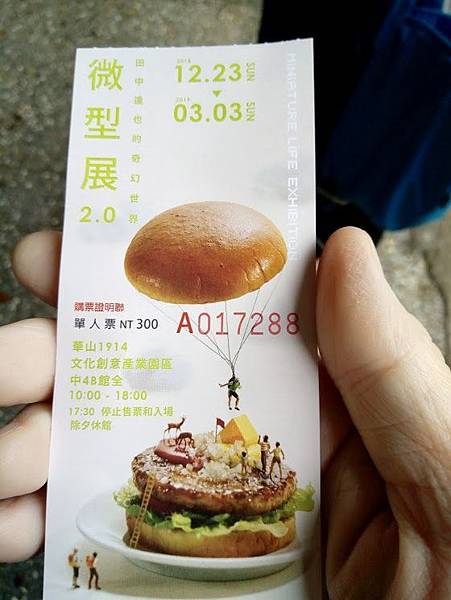 微型展
2.0
田中達也的奇幻世界
2018
12.23 SUN
▼
2019
03.03 SUN
MINIATURE LIFE EXHIBITION
購票證明聯
單人票 NT 300
A017288
華山1914
文化創意產業園區
中4B館全
10:00 - 18:00
17:30 停止售票和入場
除夕休館